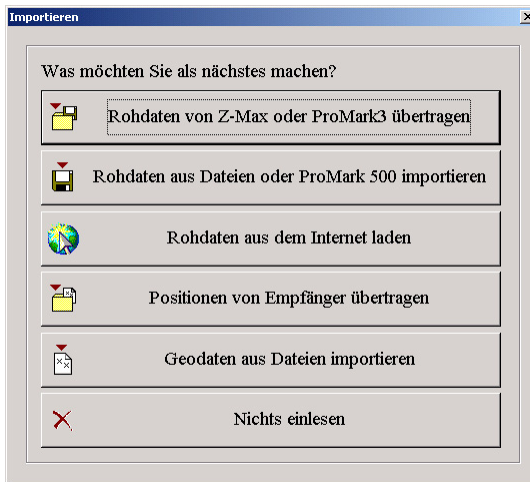 Importieren
Was möchten Sie als nächstes machen?
Rohdaten von Z-Max oder ProMark3 übertragen
Rohdaten aus Dateien oder ProMark 500 importieren
Rohdaten aus dem Internet laden
Positionen von Empfänger übertragen
Geodaten aus Dateien importieren
Nichts einlesen